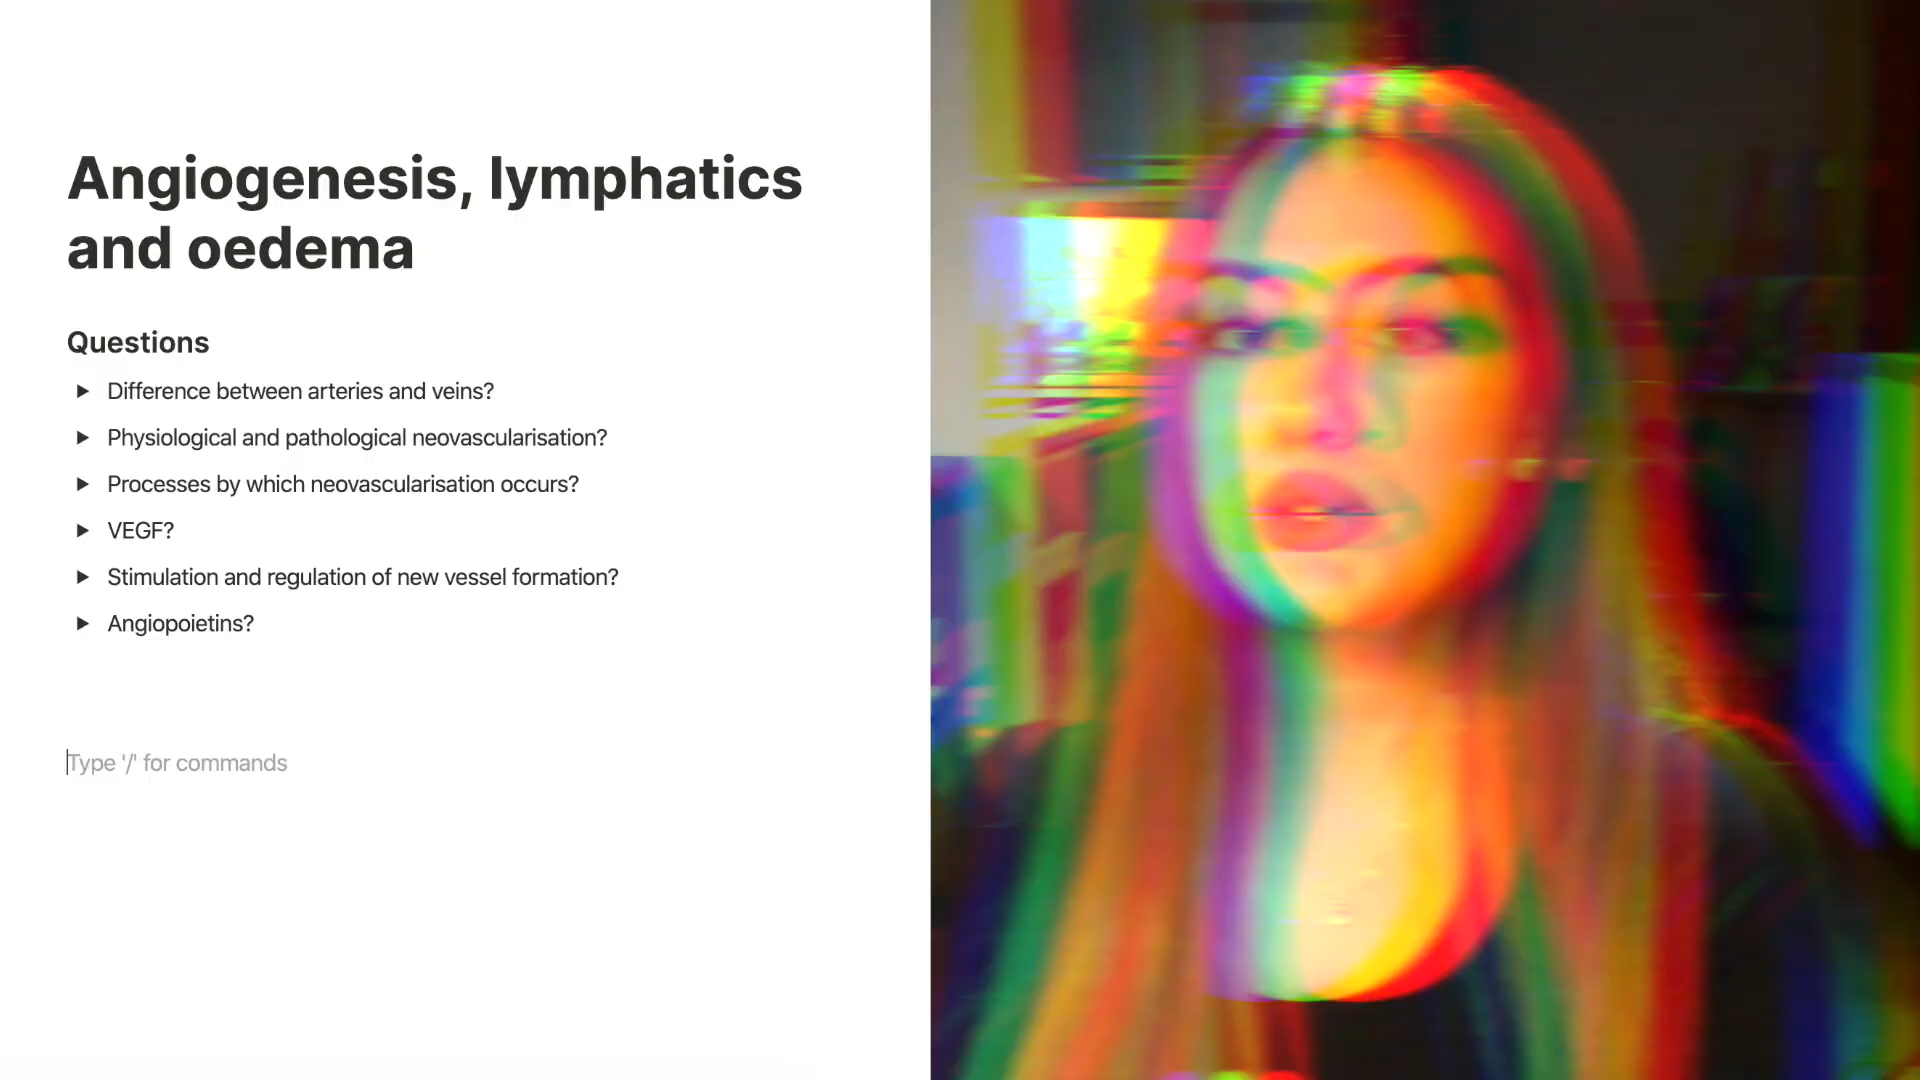 Angiogenesis, lymphatics
and oedema
Questions
Difference between arteries and veins?
Physiological and pathological neovascularisation?
Processes by which neovascularisation occurs?
VEGF?
Stimulation and regulation of new vessel formation?
Angiopoietins?
Type '/' for commands